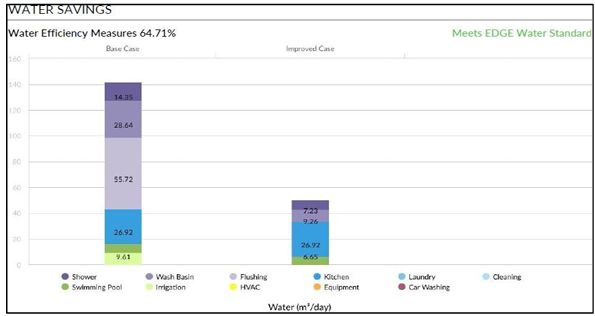 WATER SAVINGS
Water Efficiency Measures 64.71%
Meets EDGE Water Standard
Base Case
Improved Case
160
140
120
100
80
60
40
20
0
14.35
28.64
55.72
26.92
9.61
7.23
9.26
26.92
6.65
Shower
Wash Basin
Flushing
Kitchen
Laundry
Cleaning
Swimming Pool
Irrigation
HVAC
Equipment
Car Washing
Water (m³/day)